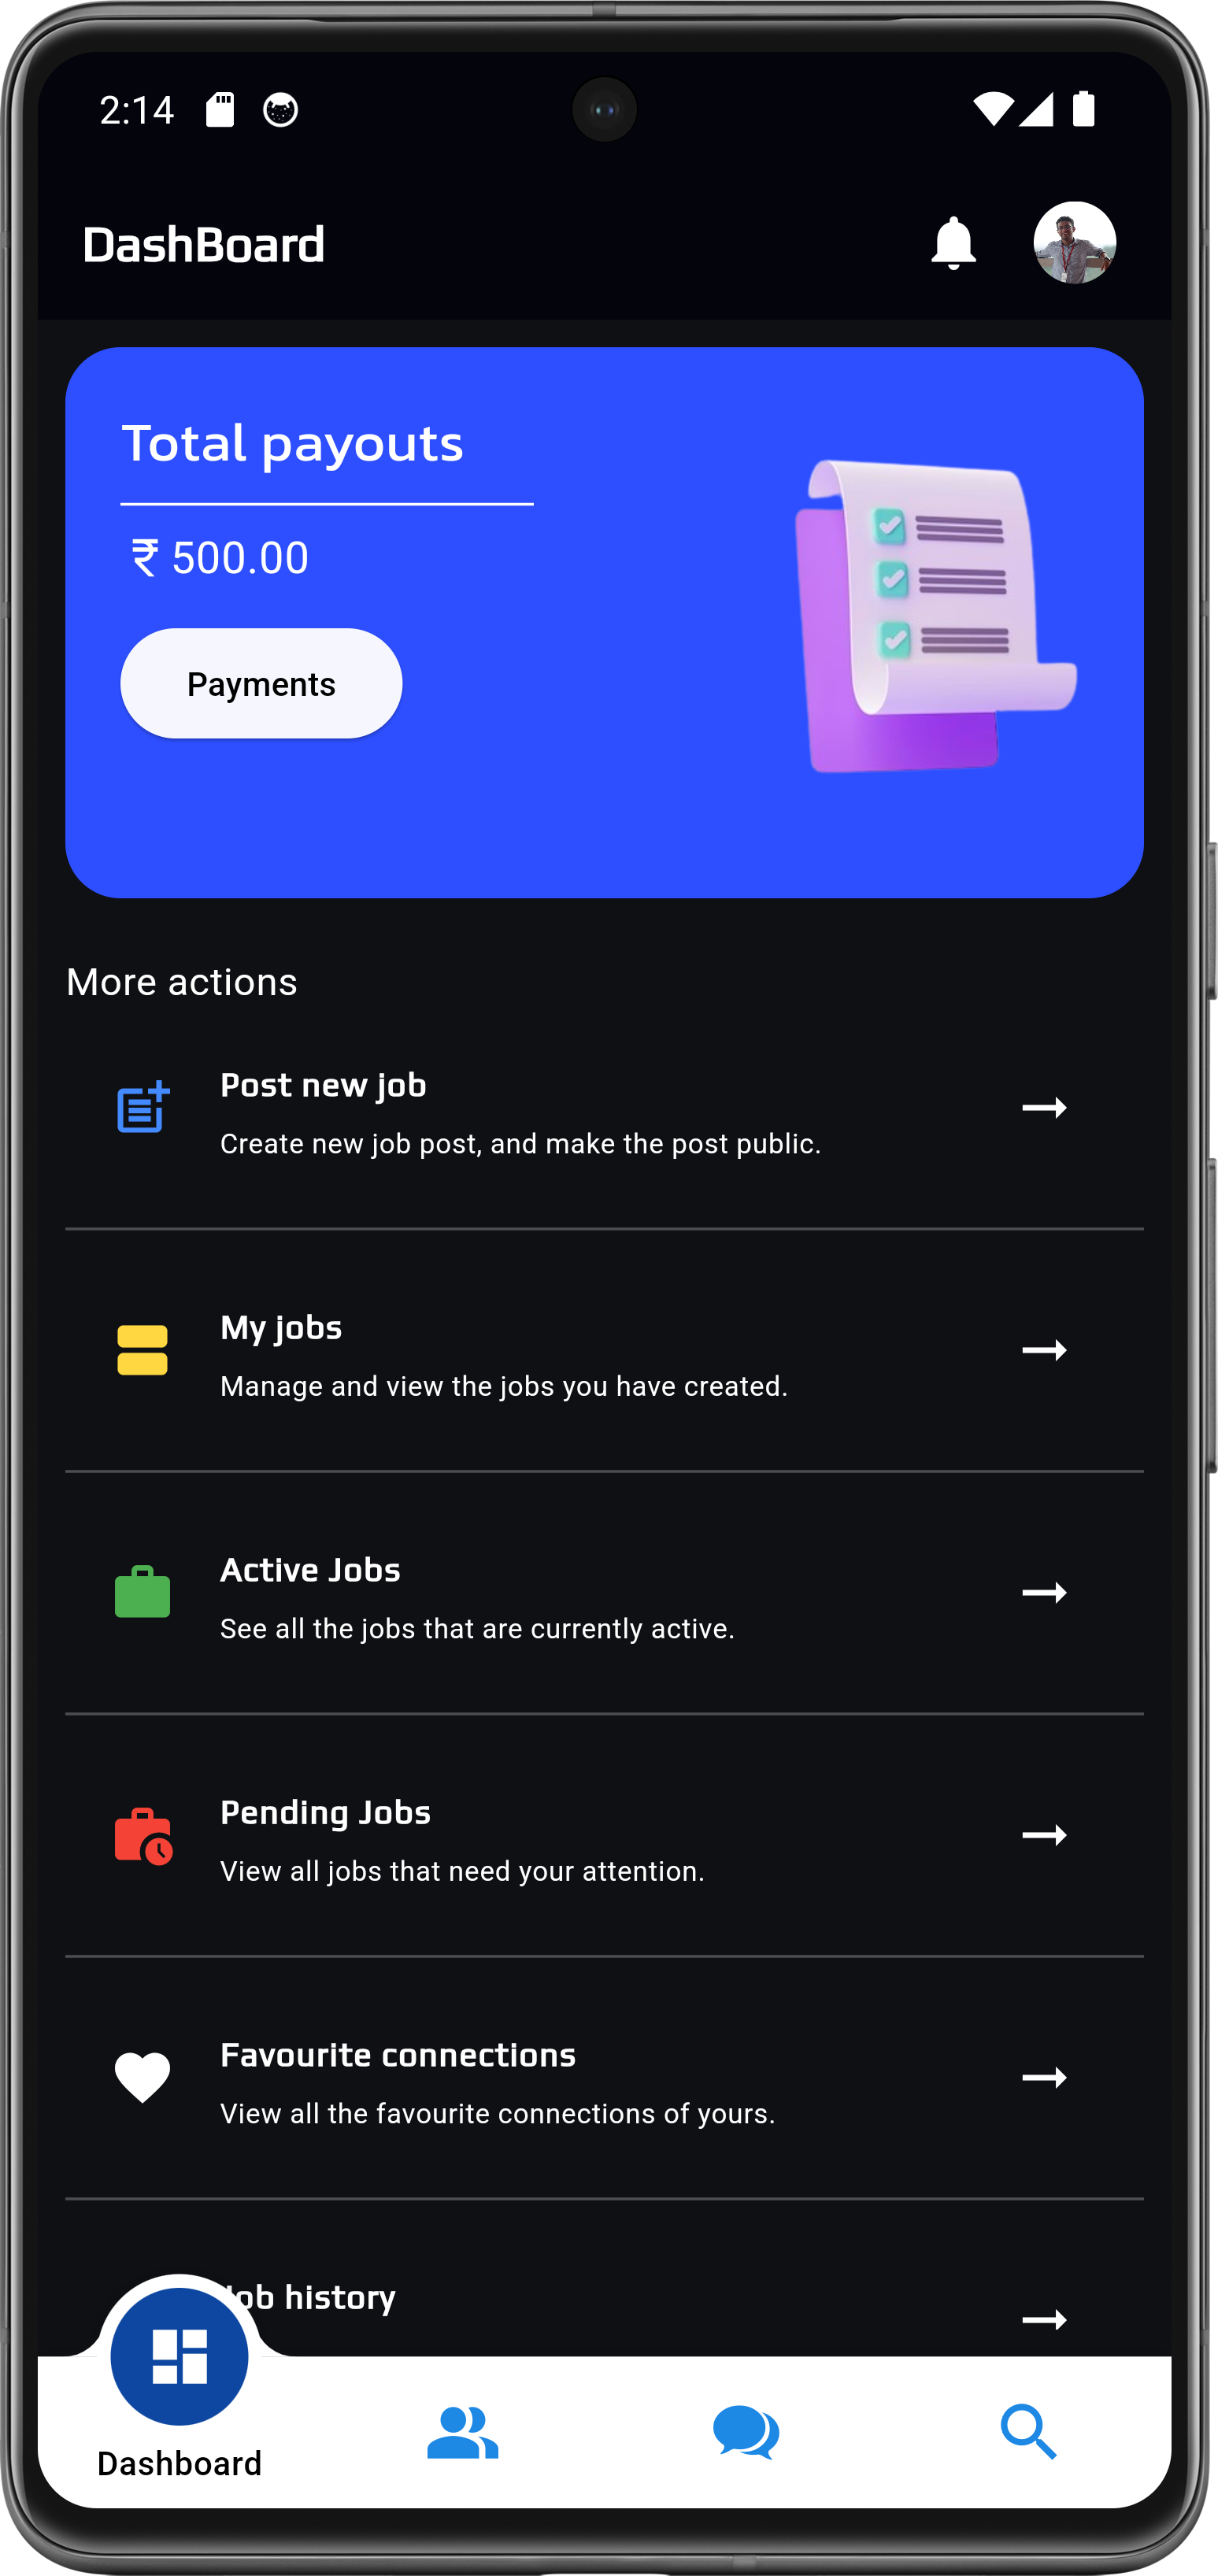 2:14
DashBoard
Total payouts
₹ 500.00
Payments
More actions
Post new job
Create new job post, and make the post public.
My jobs
Manage and view the jobs you have created.
Active Jobs
See all the jobs that are currently active.
Pending Jobs
View all jobs that need your attention.
Favourite connections
View all the favourite connections of yours.
Job history
Dashboard